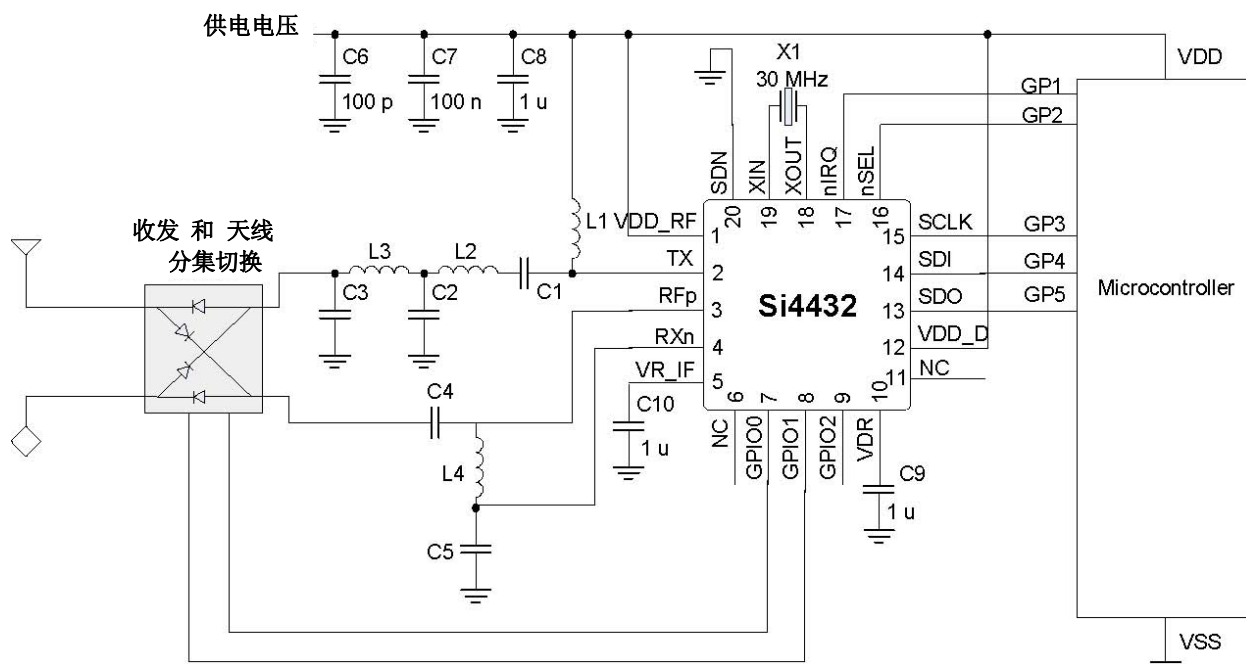 供电电压
C6
C7
C8
100 p
100 n
1 u
X1
30 MHz
VDD
GP1
GP2
SDN
XIN
XOUT
nIRQ
nSEL
20
19
18
17
16
收发 和 天线
分集切换
L1
VDD_RF
1
TX
2
RFp
3
RXn
4
VR_IF
5
Si4432
15
SCLK
GP3
14
SDI
GP4
13
SDO
GP5
12
VDD_D
11
NC
Microcontroller
L3
L2
C3
C2
C1
C4
L4
C5
C10
1 u
6
7
8
9
10
NC
GPIO0
GPIO1
GPIO2
VDR
C9
1 u
VSS